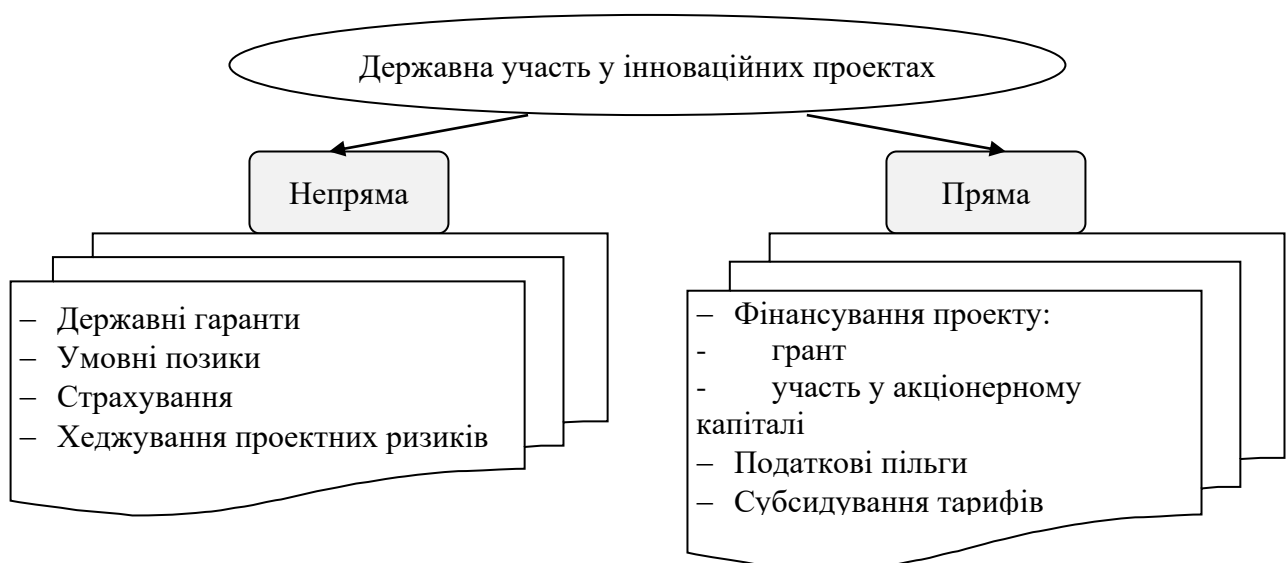 Державна участь у інноваційних проектах
Непряма
Пряма
– Державні гаранти
– Умовні позики
– Страхування
– Хеджування проектних ризиків
– Фінансування проекту:
- грант
- участь у акціонерному
капіталі
– Податкові пільги
– Субсидування тарифів